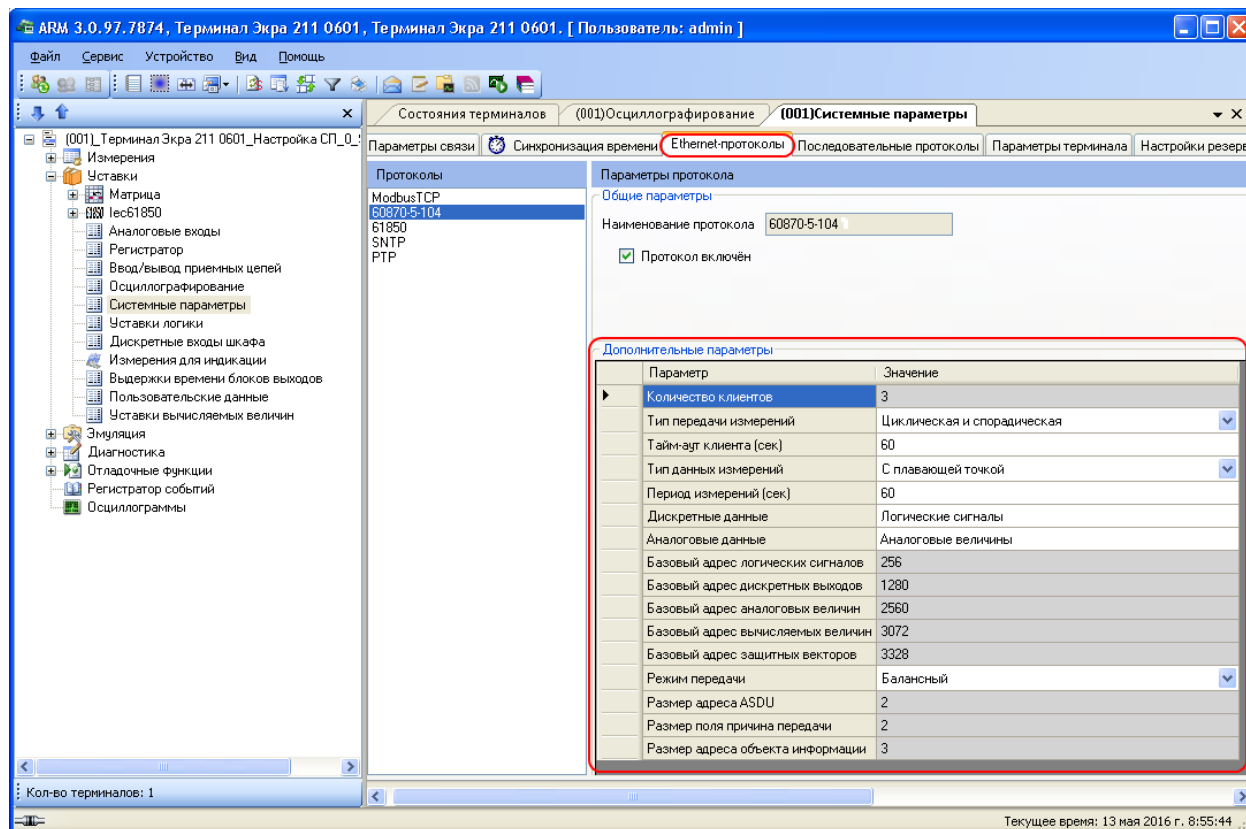 ARM 3.0.97.7874, Терминал Экра 211 0601, Терминал Экра 211 0601. [ Пользователь: admin ]
Файл Сервис Устройство Вид Помощь
Состояния терминалов (001)Осциллографирование (001)Системные параметры
(001)_Терминал Экра 211 0601_Настройка СП_0_
Измерения
Уставки
Матрица
Iec61850
Аналоговые входы
Регистратор
Ввод/вывод приемных цепей
Осциллографирование
Системные параметры
Уставки логики
Дискретные входы шкафа
Измерения для индикации
Выдержки времени блоков выходов
Пользовательские данные
Уставки вычисляемых величин
Эмуляция
Диагностика
Отладочные функции
Регистратор событий
Осциллограммы
Кол-во терминалов: 1
Параметры связи Синхронизация времени Ethernet-протоколы Последовательные протоколы Параметры терминала Настройки резерв
Протоколы
ModbusTCP
60870-5-104
61850
SNTP
PTP
Параметры протокола
Общие параметры
Наименование протокола 60870-5-104
Протокол включён
Дополнительные параметры
Параметр Значение
Количество клиентов 3
Тип передачи измерений Циклическая и спорадическая
Тайм-аут клиента (сек) 60
Тип данных измерений С плавающей точкой
Период измерений (сек) 60
Дискретные данные Логические сигналы
Аналоговые данные Аналоговые величины
Базовый адрес логических сигналов 256
Базовый адрес дискретных выходов 1280
Базовый адрес аналоговых величин 2560
Базовый адрес вычисляемых величин 3072
Базовый адрес защитных векторов 3328
Режим передачи Балансный
Размер адреса ASDU 2
Размер поля причина передачи 2
Размер адреса объекта информации 3
Текущее время: 13 мая 2016 г. 8:55:44